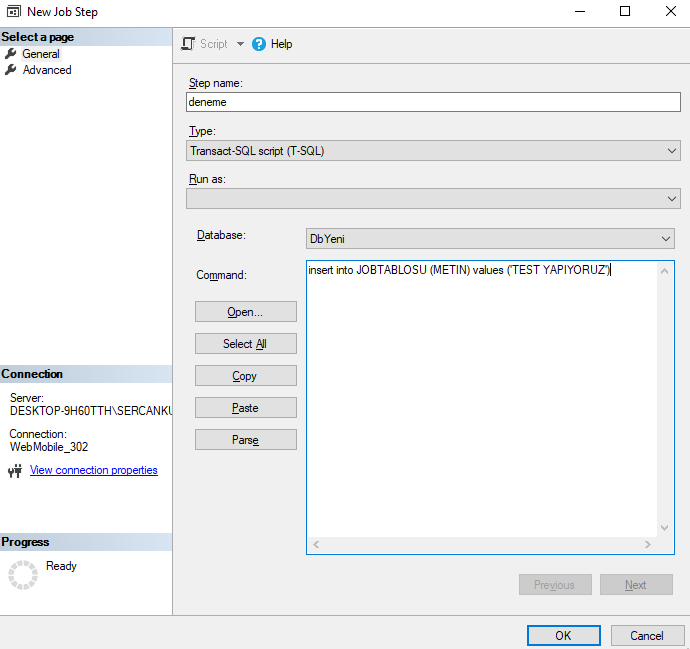 New Job Step
Select a page
General
Advanced
Script
Help
Step name:
deneme
Type:
Transact-SQL script (T-SQL)
Run as:
Database:
DbYeni
Command:
insert into JOBTABLOSU (METIN) values ('TEST YAPIYORUZ')
Open...
Select All
Copy
Paste
Parse
Connection
Server:
DESKTOP-9H60TTH\SERCANKU
Connection:
WebMobile_302
View connection properties
Progress
Ready
Previous
Next
OK
Cancel